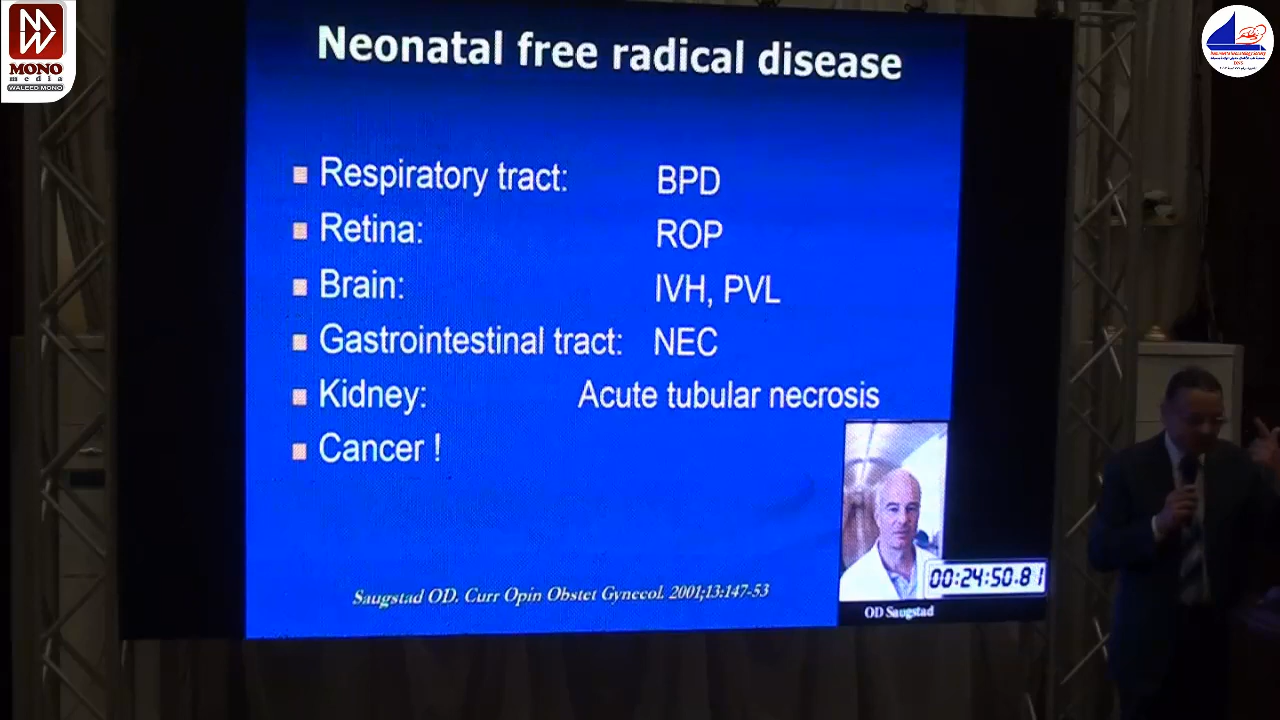 MONO
media
WALEED MONO
Neonatal free radical disease
Respiratory tract: BPD
Retina: ROP
Brain: IVH, PVL
Gastrointestinal tract: NEC
Kidney: Acute tubular necrosis
Cancer !
Saugstad OD. Curr Opin Obstet Gynecol. 2001;13:147-53
00:24:50.81
OD Saugstad
DNS